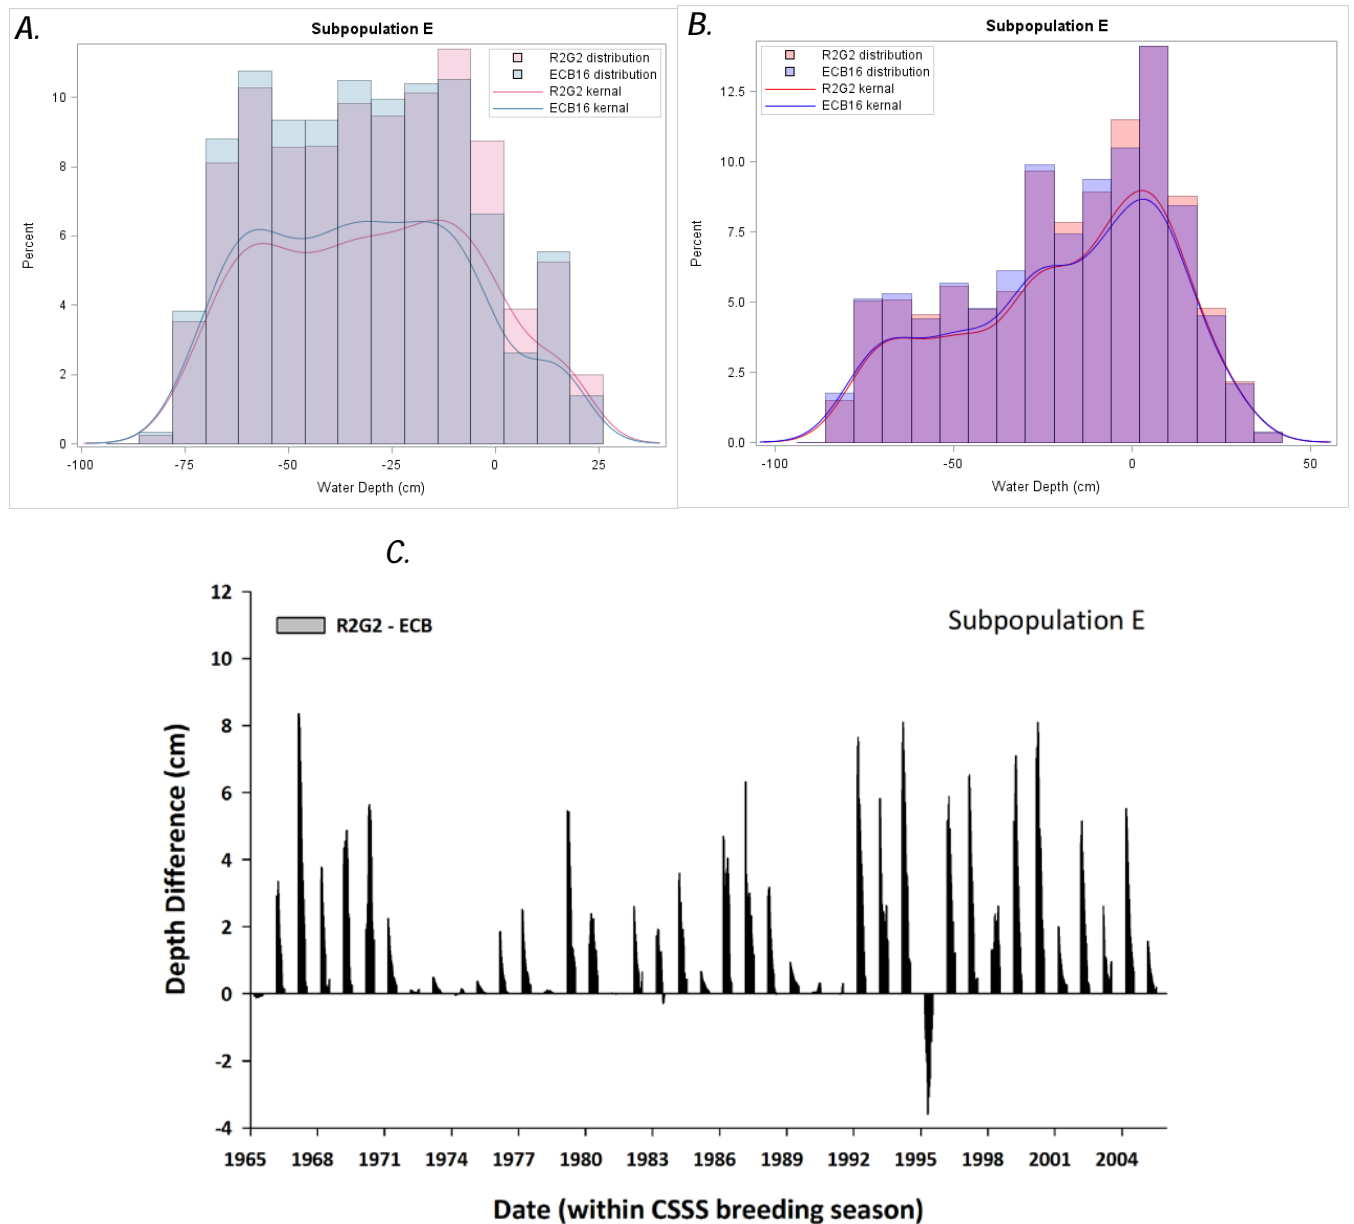 A.
Subpopulation E
R2G2 distribution
ECB16 distribution
R2G2 kernal
ECB16 kernal
Percent
10
8
6
4
2
0
-100 -75 -50 -25 0 25
Water Depth (cm)
B.
Subpopulation E
R2G2 distribution
ECB16 distribution
R2G2 kernal
ECB16 kernal
Percent
12.5
10.0
7.5
5.0
2.5
0.0
-100 -50 0 50
Water Depth (cm)
C.
R2G2 - ECB
Subpopulation E
Depth Difference (cm)
12
10
8
6
4
2
0
-2
-4
1965 1968 1971 1974 1977 1980 1983 1986 1989 1992 1995 1998 2001 2004
Date (within CSSS breeding season)